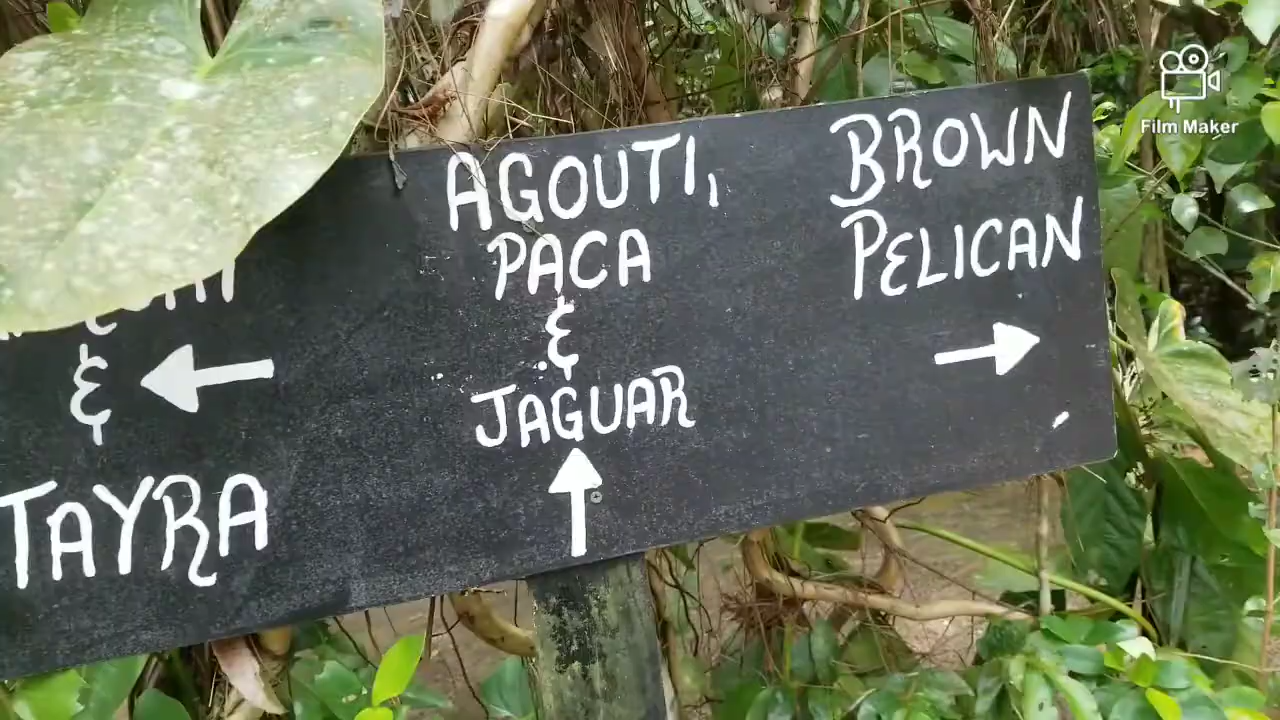 &
TAYRA
AGOUTI,
PACA
&
JAGUAR
BROWN
PELICAN
Film Maker